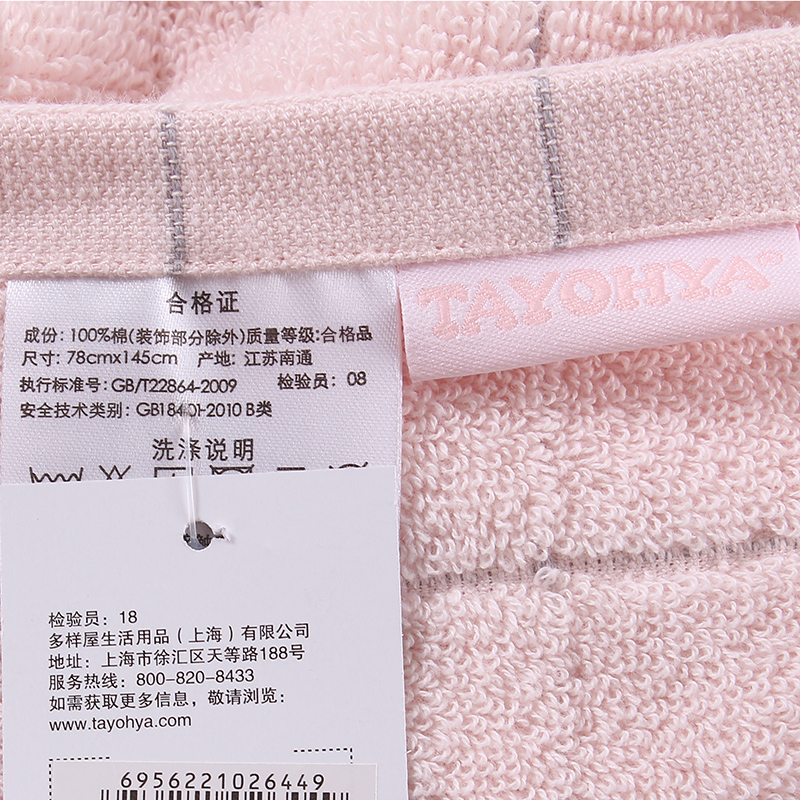 TAYOHYA
合格证
成份: 100%棉(装饰部分除外)质量等级:合格品
尺寸: 78cmx145cm 产地: 江苏南通
执行标准号: GB/T22864-2009 检验员: 08
安全技术类别: GB18401-2010 B类
洗涤说明
检验员: 18
多样屋生活用品(上海)有限公司
地址: 上海市徐汇区天等路188号
服务热线: 800-820-8433
如需获取更多信息, 敬请浏览:
www.tayohya.com
6956221026449